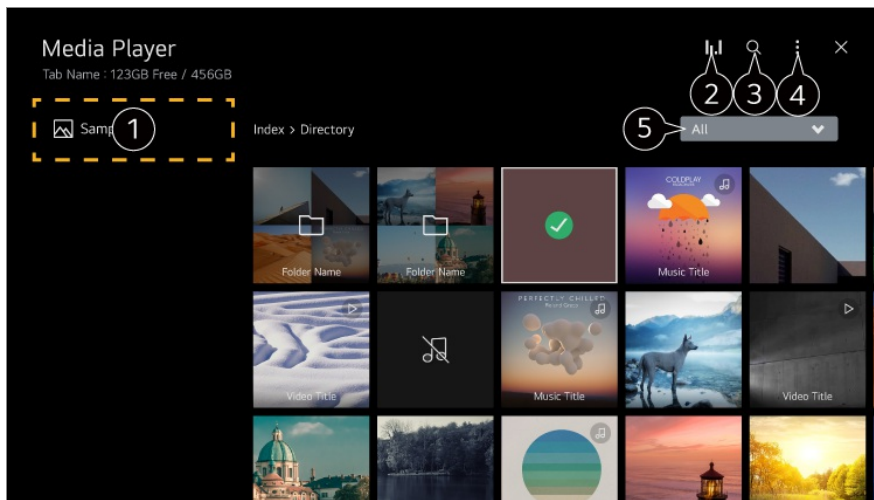 Media Player
Tab Name : 123GB Free / 456GB
2
3
4
Samp
1
Index > Directory
5
All
Folder Name
Folder Name
COLDPLAY
Music Title
Video Title
PERFECTLY CHILLED
Music Title
Video Title